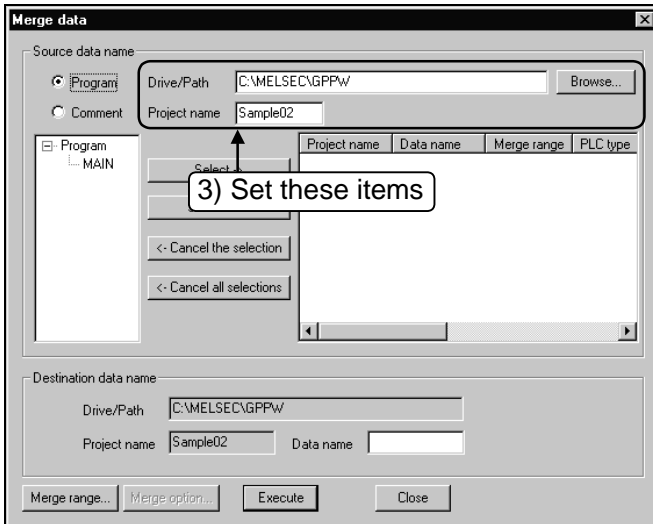 Merge data
Source data name
Program
Drive/Path
C:\MELSEC\GPPW
Browse...
Comment
Project name
Sample02
Program
MAIN
Project name Data name Merge range PLC type
3) Set these items
<- Cancel the selection
<- Cancel all selections
Destination data name
Drive/Path
C:\MELSEC\GPPW
Project name
Sample02
Data name
Merge range... Merge option... Execute Close